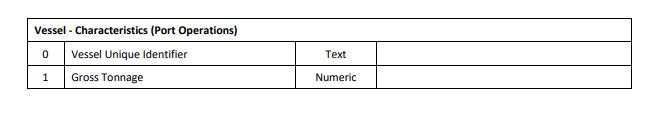 Vessel - Characteristics (Port Operations)
0 Vessel Unique Identifier Text
1 Gross Tonnage Numeric